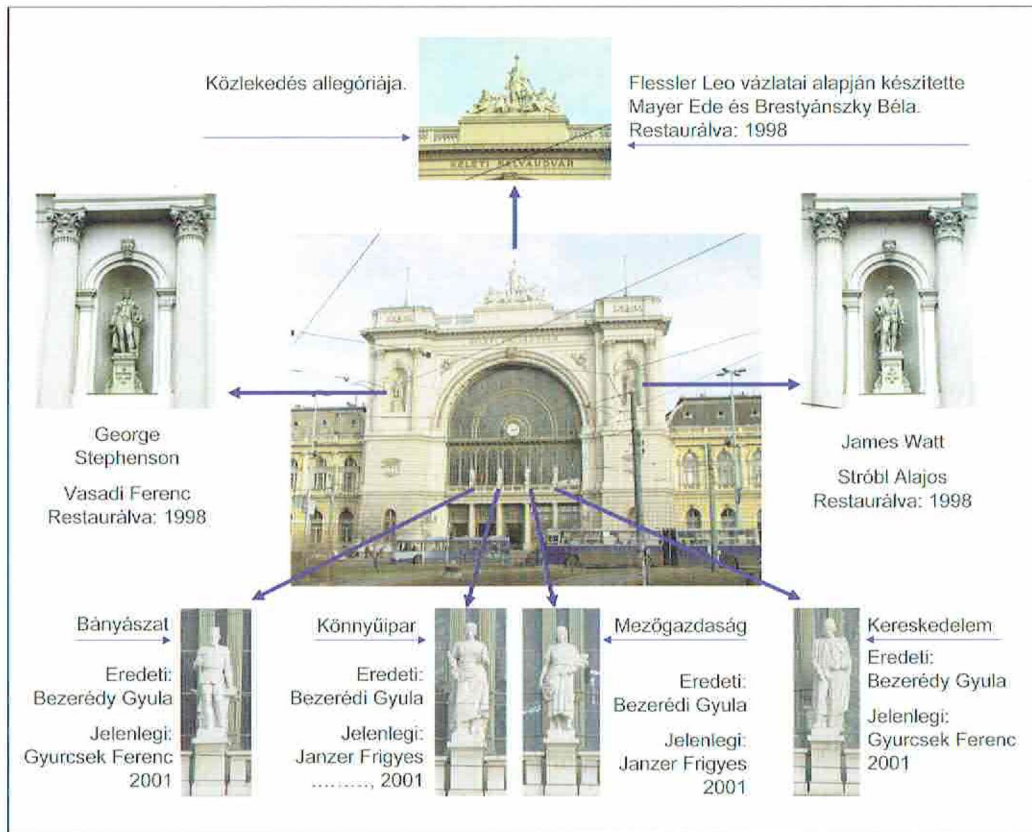 Közlekedés allegóriája.
Flessler Leo vázlatai alapján készítette
Mayer Ede és Brestyánszky Béla.
Restaurálva: 1998
KELETI PÁLYAUDVAR
George
Stephenson
Vasadi Ferenc
Restaurálva: 1998
James Watt
Stróbl Alajos
Restaurálva: 1998
Bányászat
Eredeti:
Bezerédy Gyula
Jelenlegi:
Gyurcsek Ferenc
2001
Könnyűipar
Eredeti:
Bezerédi Gyula
Jelenlegi:
Janzer Frigyes
.........., 2001
Mezőgazdaság
Eredeti:
Bezerédi Gyula
Jelenlegi:
Janzer Frigyes
2001
Kereskedelem
Eredeti:
Bezerédy Gyula
Jelenlegi:
Gyurcsek Ferenc
2001